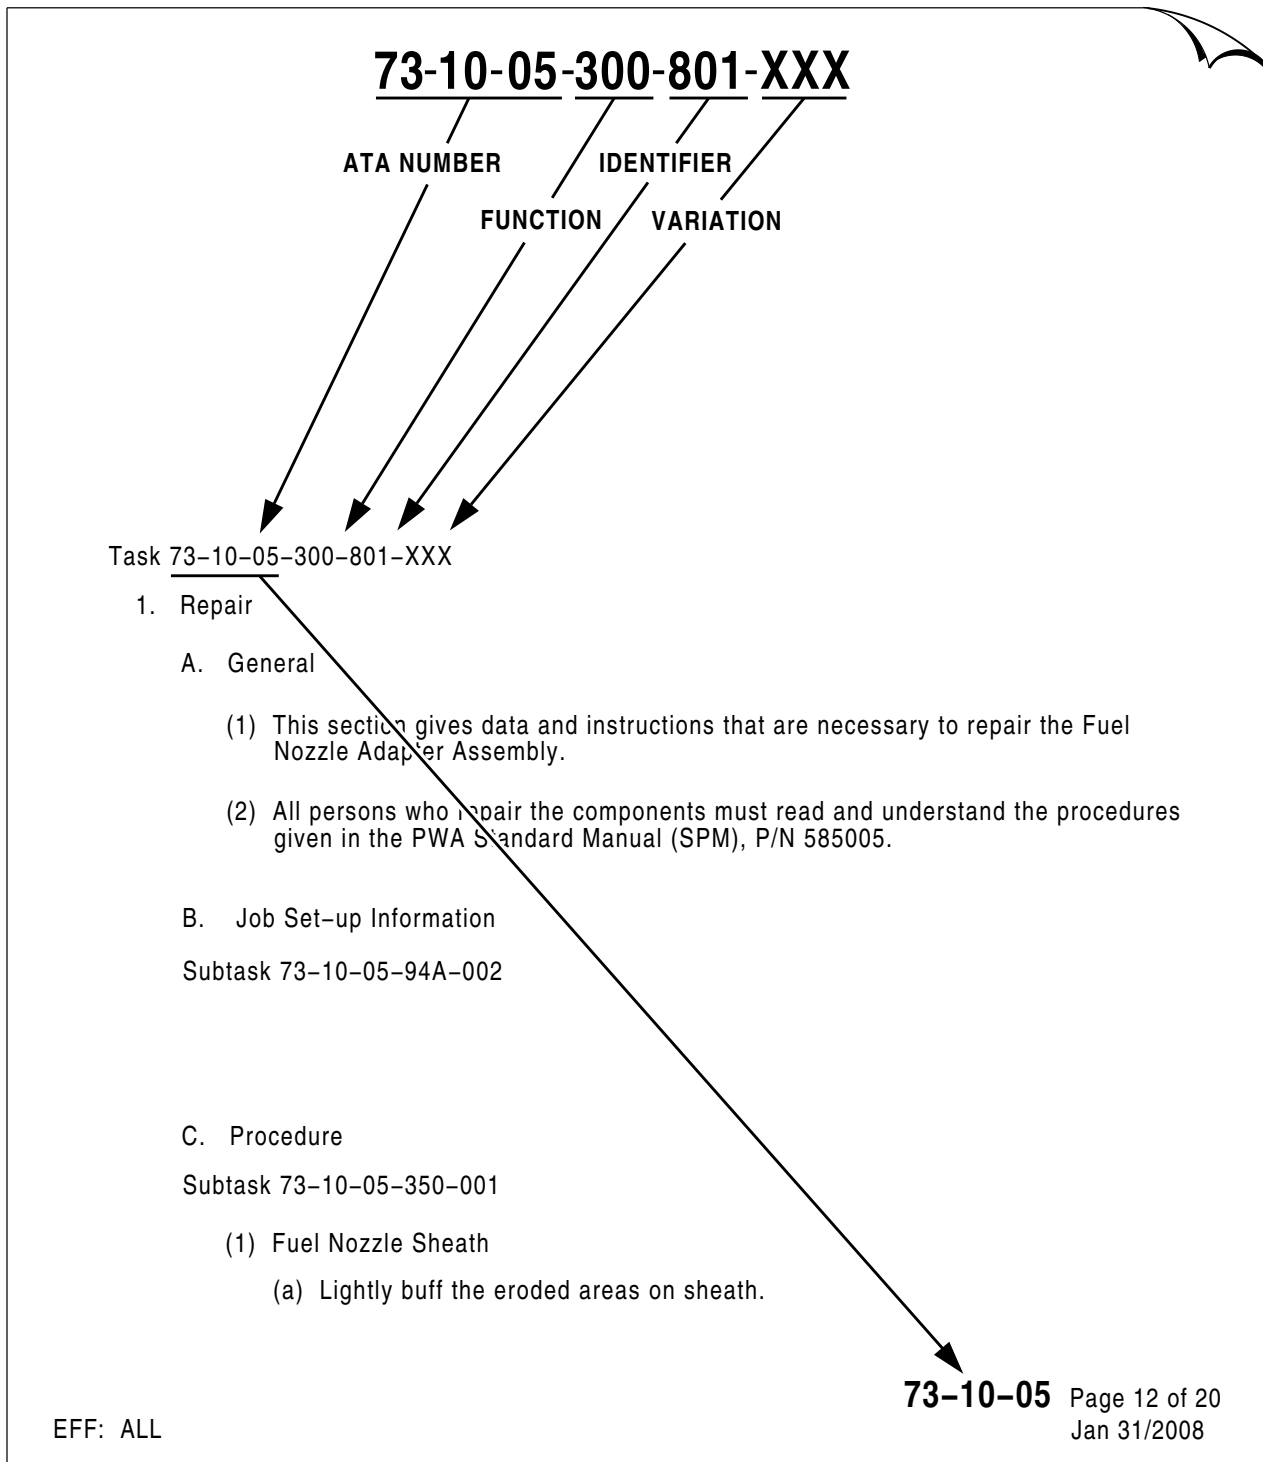 73-10-05-300-801-XXX
ATA NUMBER
IDENTIFIER
FUNCTION
VARIATION
Task 73–10–05–300–801–XXX
1. Repair
A. General
(1) This section gives data and instructions that are necessary to repair the Fuel
Nozzle Adapter Assembly.
(2) All persons who repair the components must read and understand the procedures
given in the PWA Standard Manual (SPM), P/N 585005.
B. Job Set–up Information
Subtask 73–10–05–94A–002
C. Procedure
Subtask 73–10–05–350–001
(1) Fuel Nozzle Sheath
(a) Lightly buff the eroded areas on sheath.
73–10–05 Page 12 of 20
EFF: ALL
Jan 31/2008